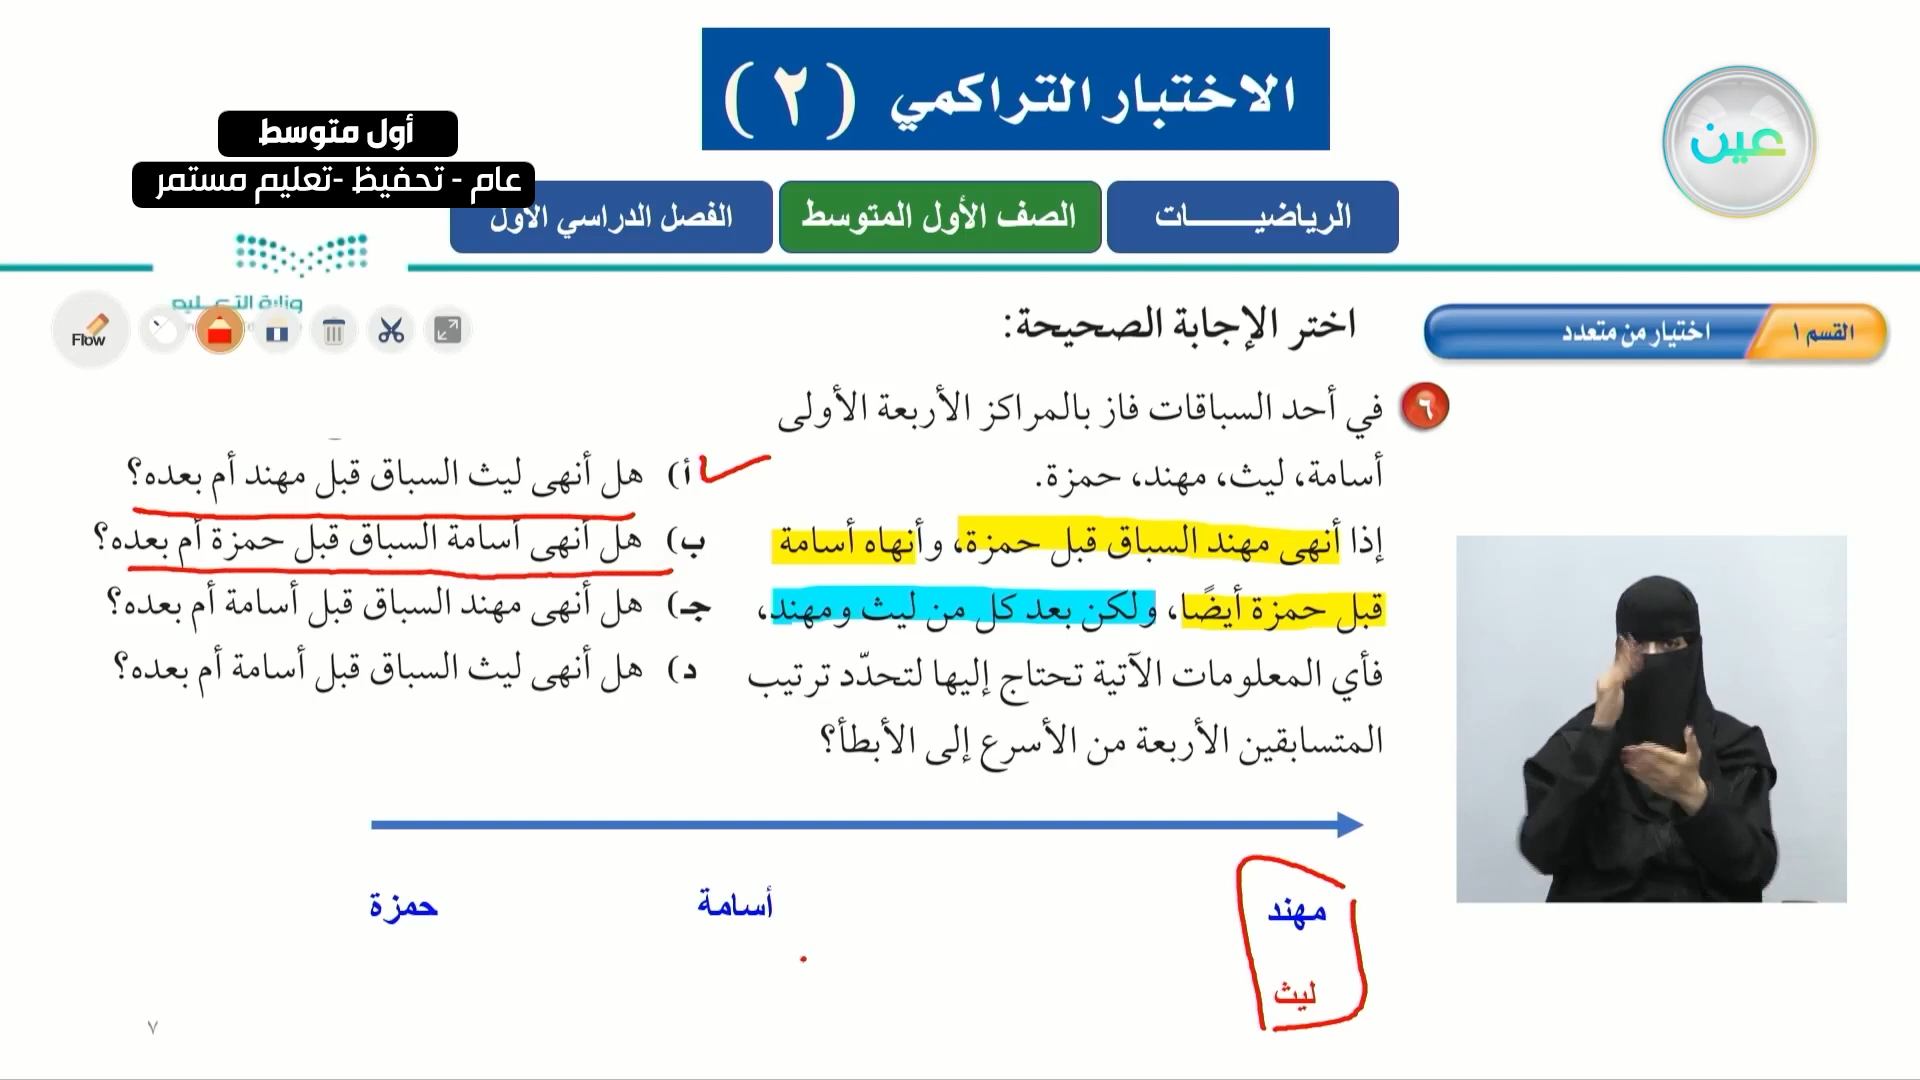 الاختبار التراكمي (٢)
عين
أول متوسط
عام - تحفيظ -تعليم مستمر
الرياضيـــــــــات
الصف الأول المتوسط
الفصل الدراسي الأول
وزارة التعـليم
Flow
القسم ١
اختيار من متعدد
اختر الإجابة الصحيحة:
٦ في أحد السباقات فاز بالمراكز الأربعة الأولى
أسامة، ليث، مهند، حمزة.
إذا أنهى مهند السباق قبل حمزة، وأنهاه أسامة
قبل حمزة أيضًا، ولكن بعد كل من ليث ومهند،
فأي المعلومات الآتية تحتاج إليها لتحدّد ترتيب
المتسابقين الأربعة من الأسرع إلى الأبطأ؟
أ) هل أنهى ليث السباق قبل مهند أم بعده؟
ب) هل أنهى أسامة السباق قبل حمزة أم بعده؟
جـ) هل أنهى مهند السباق قبل أسامة أم بعده؟
د) هل أنهى ليث السباق قبل أسامة أم بعده؟
مهند
أسامة
حمزة
ليث
٧